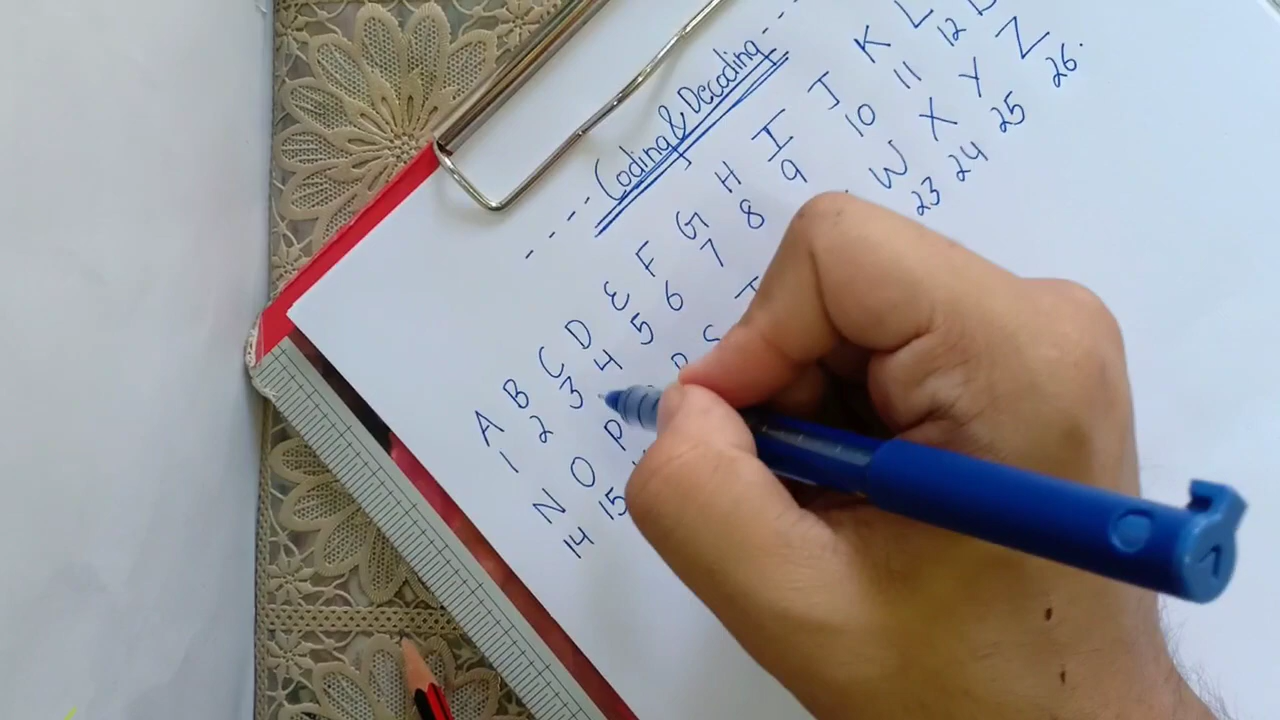 Coding & Decoding
A B C D E F G H I J K L
1 2 3 4 5 6 7 8 9 10 11 12
N O P R S W X Y Z
14 15 23 24 25 26.